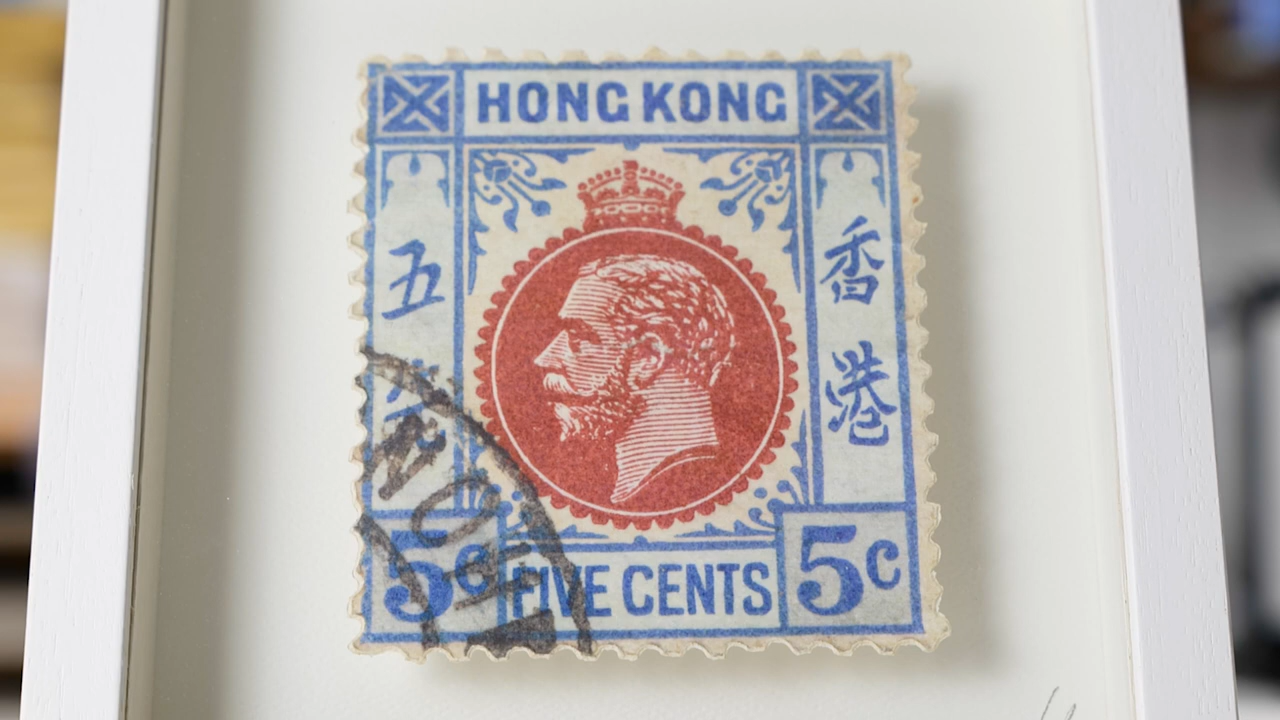 HONG KONG
五
香港
5c
FIVE CENTS
5c